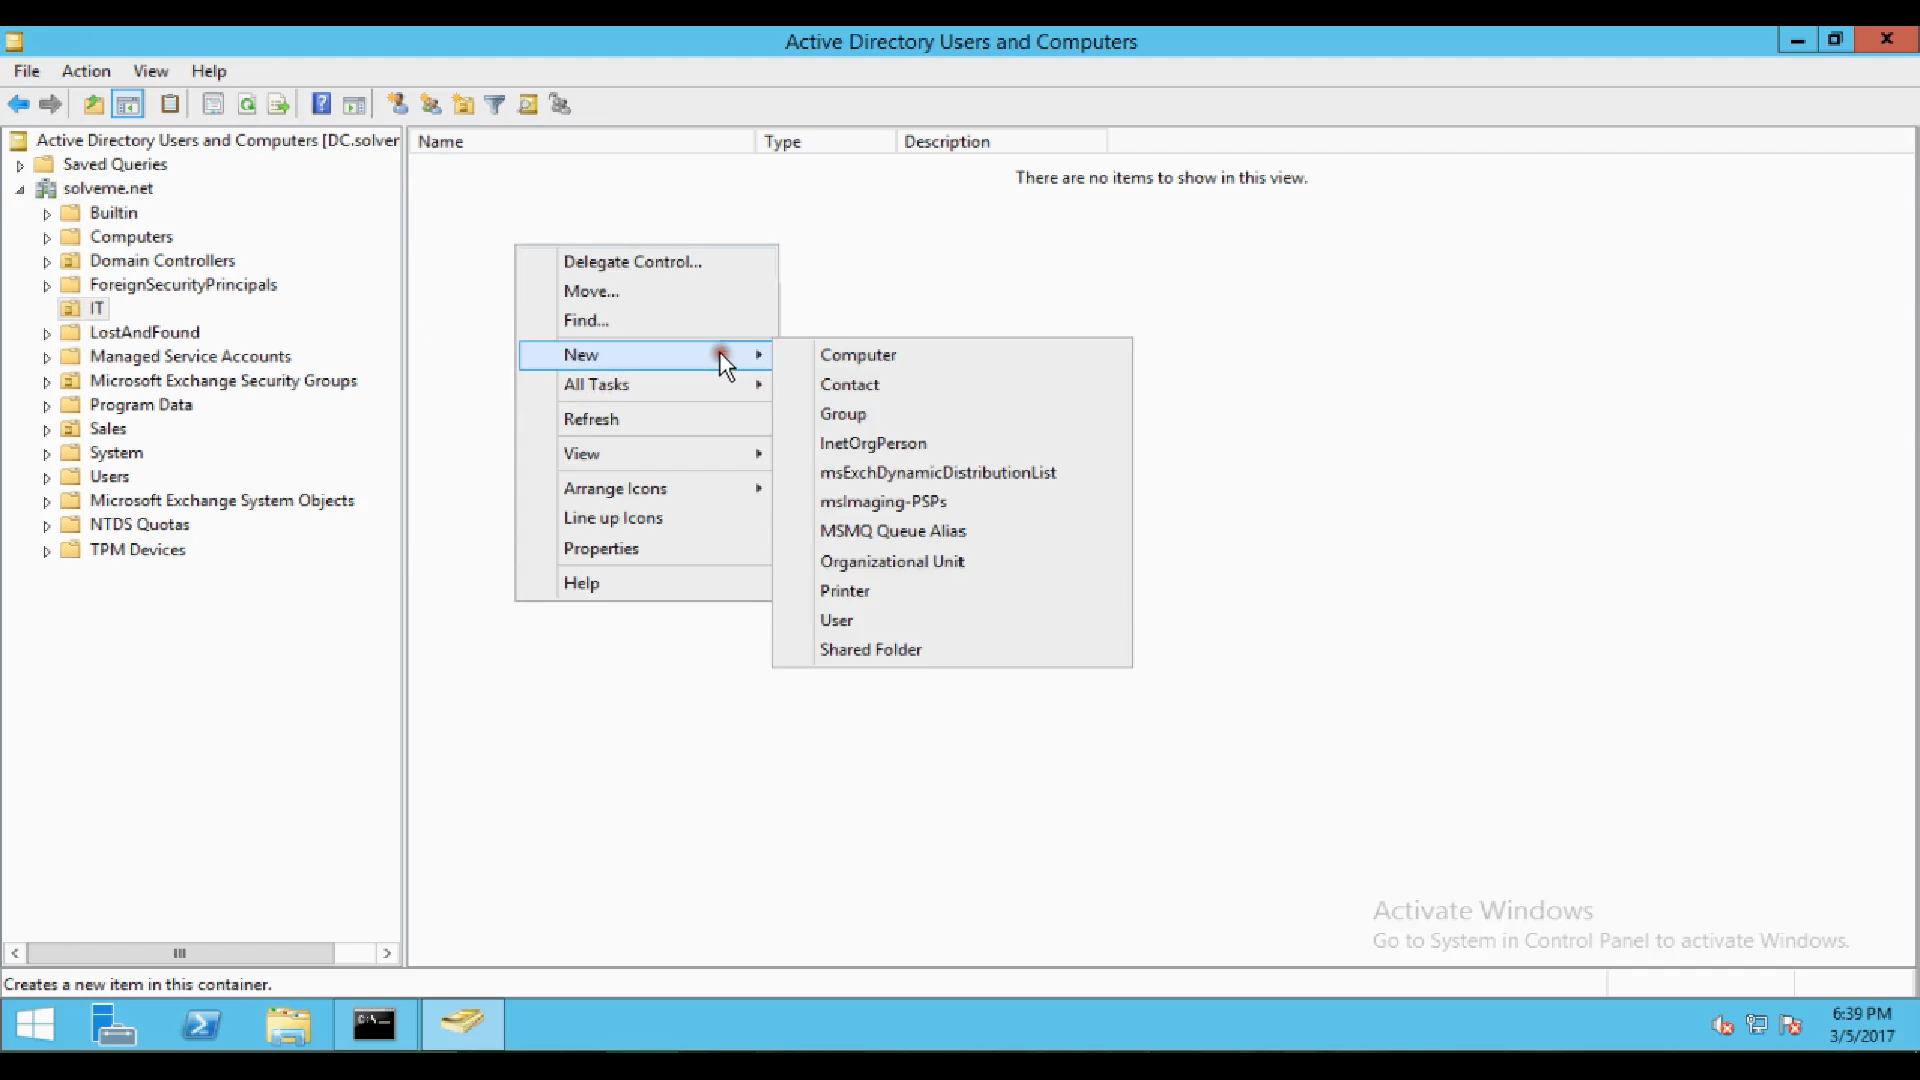 Active Directory Users and Computers
File Action View Help
Active Directory Users and Computers [DC.solver
Name Type Description
Saved Queries
There are no items to show in this view.
solveme.net
Builtin
Computers
Domain Controllers
ForeignSecurityPrincipals
IT
LostAndFound
Managed Service Accounts
Microsoft Exchange Security Groups
Program Data
Sales
System
Users
Microsoft Exchange System Objects
NTDS Quotas
TPM Devices
Delegate Control...
Move...
Find...
New
All Tasks
Refresh
View
Arrange Icons
Line up Icons
Properties
Help
Computer
Contact
Group
InetOrgPerson
msExchDynamicDistributionList
msImaging-PSPs
MSMQ Queue Alias
Organizational Unit
Printer
User
Shared Folder
Activate Windows
Go to System in Control Panel to activate Windows.
Creates a new item in this container.
6:39 PM
3/5/2017